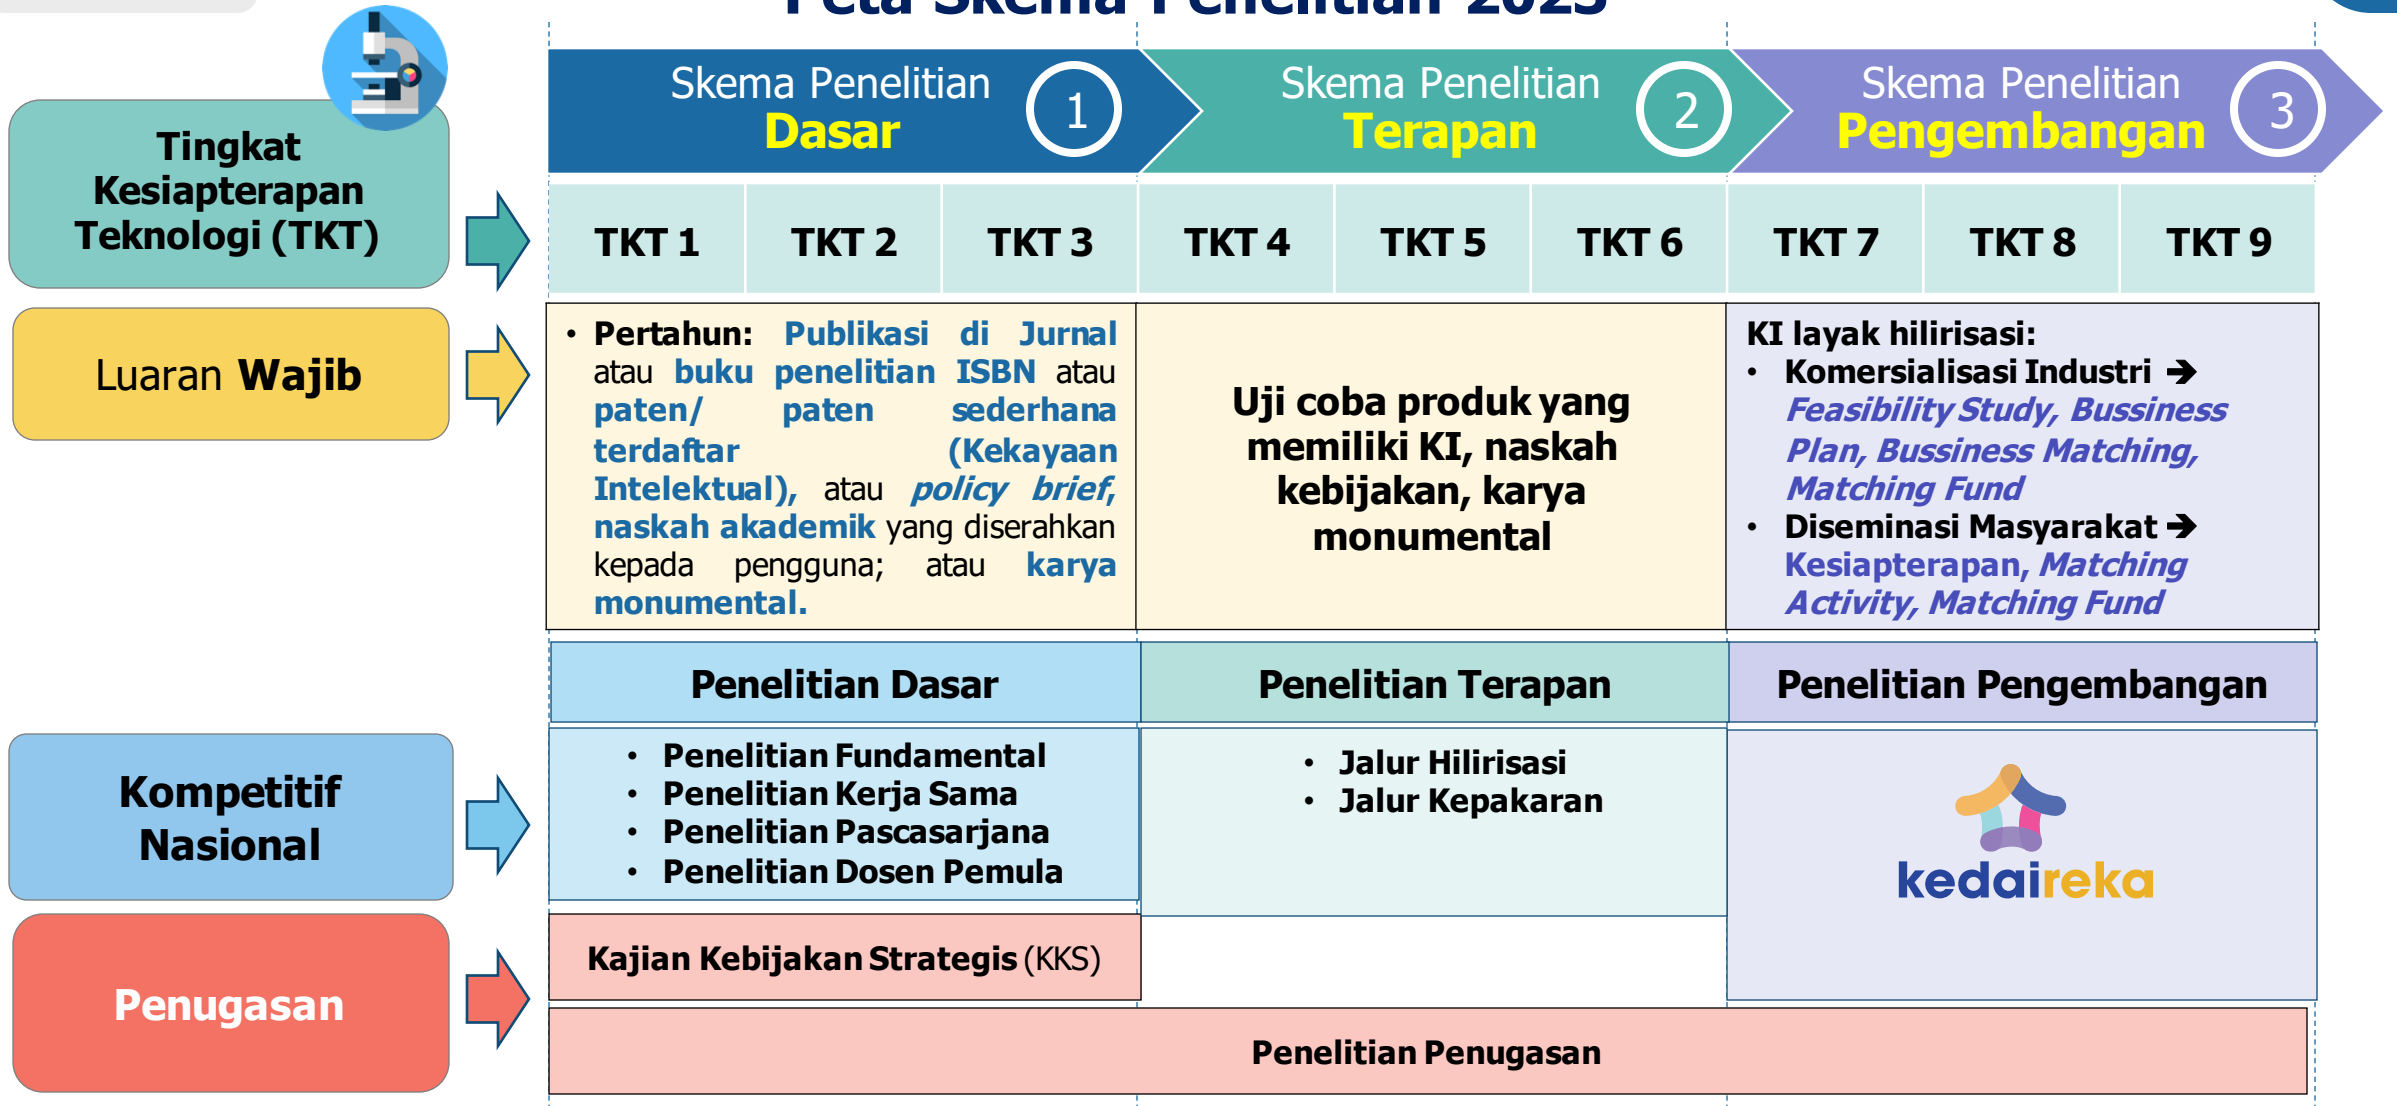 Peta Skema Penelitian 2023
Skema Penelitian
Dasar
1
Skema Penelitian
Terapan
2
Skema Penelitian
Pengembangan
3
Tingkat
Kesiapterapan
Teknologi (TKT)
TKT 1
TKT 2
TKT 3
TKT 4
TKT 5
TKT 6
TKT 7
TKT 8
TKT 9
Luaran Wajib
• Pertahun: Publikasi di Jurnal
atau buku penelitian ISBN atau
paten/ paten sederhana
terdaftar (Kekayaan
Intelektual), atau policy brief,
naskah akademik yang diserahkan
kepada pengguna; atau karya
monumental.
Uji coba produk yang
memiliki KI, naskah
kebijakan, karya
monumental
KI layak hilirisasi:
• Komersialisasi Industri ➔
Feasibility Study, Bussiness
Plan, Bussiness Matching,
Matching Fund
• Diseminasi Masyarakat ➔
Kesiapterapan, Matching
Activity, Matching Fund
Penelitian Dasar
Penelitian Terapan
Penelitian Pengembangan
Kompetitif
Nasional
• Penelitian Fundamental
• Penelitian Kerja Sama
• Penelitian Pascasarjana
• Penelitian Dosen Pemula
• Jalur Hilirisasi
• Jalur Kepakaran
kedaireka
Penugasan
Kajian Kebijakan Strategis (KKS)
Penelitian Penugasan